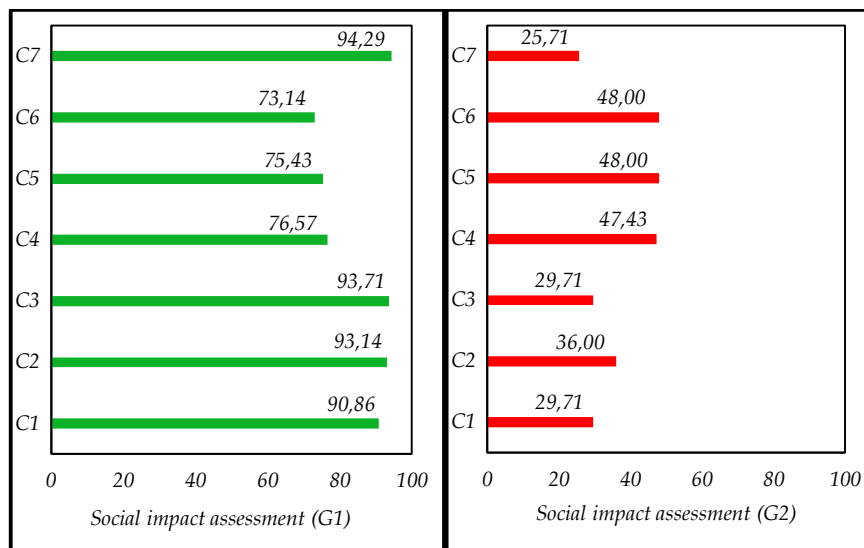 C7 94,29
C6 73,14
C5 75,43
C4 76,57
C3 93,71
C2 93,14
C1 90,86
0 20 40 60 80 100
Social impact assessment (G1)
C7 25,71
C6 48,00
C5 48,00
C4 47,43
C3 29,71
C2 36,00
C1 29,71
0 20 40 60 80 100
Social impact assessment (G2)